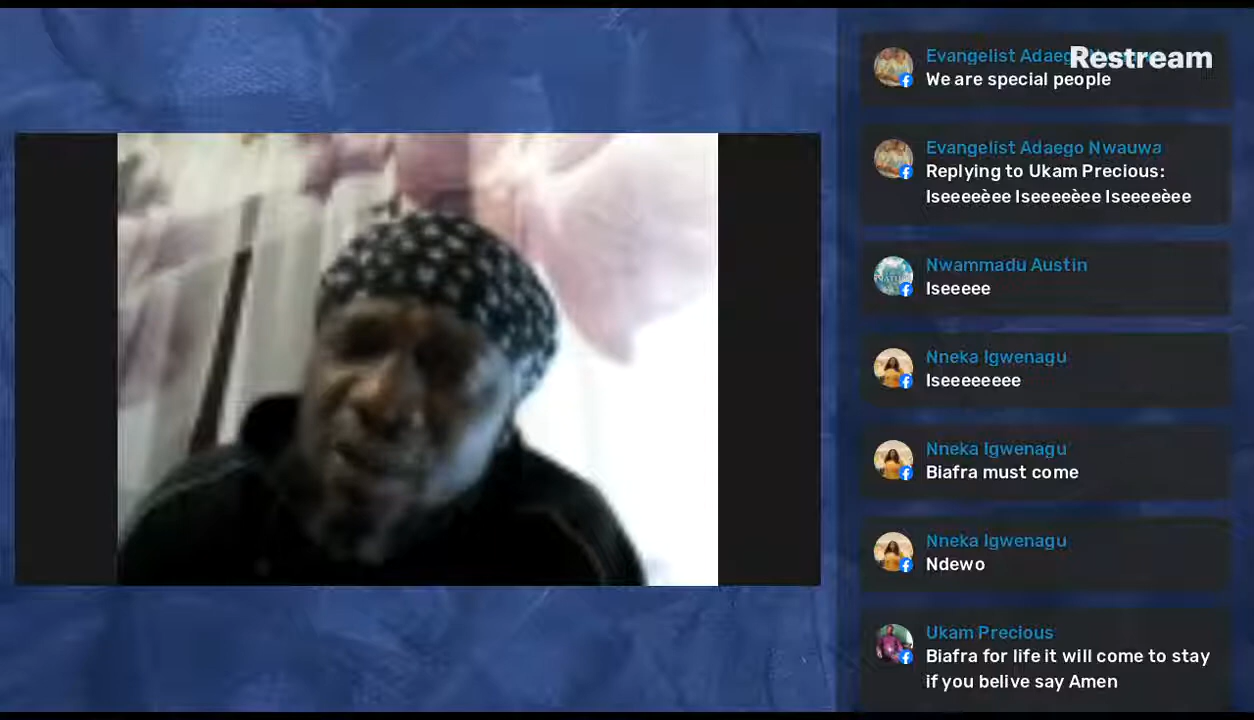 Evangelist Adaego
Restream
We are special people
Evangelist Adaego Nwauwa
Replying to Ukam Precious:
Iseeeeèee Iseeeeèee Iseeeeèee
Nwammadu Austin
Iseeeee
Nneka Igwenagu
Iseeeeeeee
Nneka Igwenagu
Biafra must come
Nneka Igwenagu
Ndewo
Ukam Precious
Biafra for life it will come to stay
if you belive say Amen